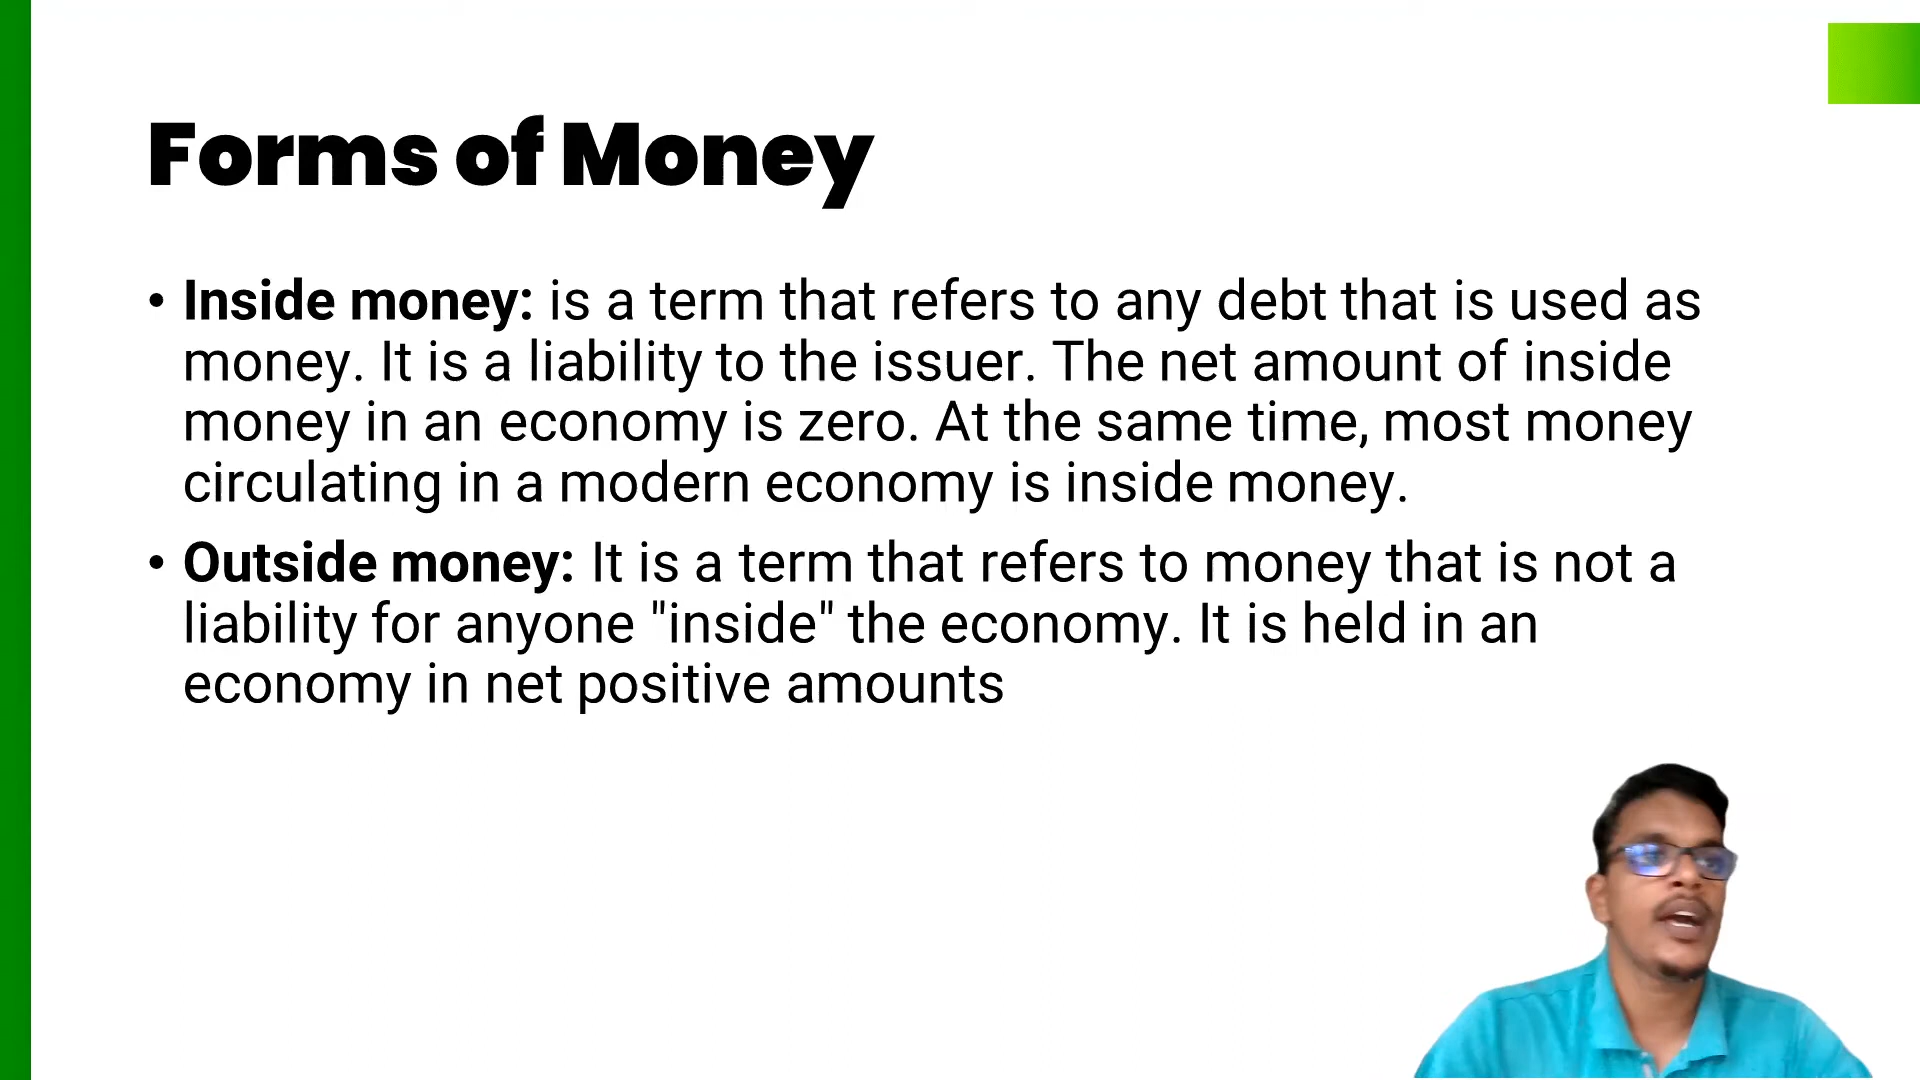 Forms of Money
• Inside money: is a term that refers to any debt that is used as
money. It is a liability to the issuer. The net amount of inside
money in an economy is zero. At the same time, most money
circulating in a modern economy is inside money.
• Outside money: It is a term that refers to money that is not a
liability for anyone "inside" the economy. It is held in an
economy in net positive amounts